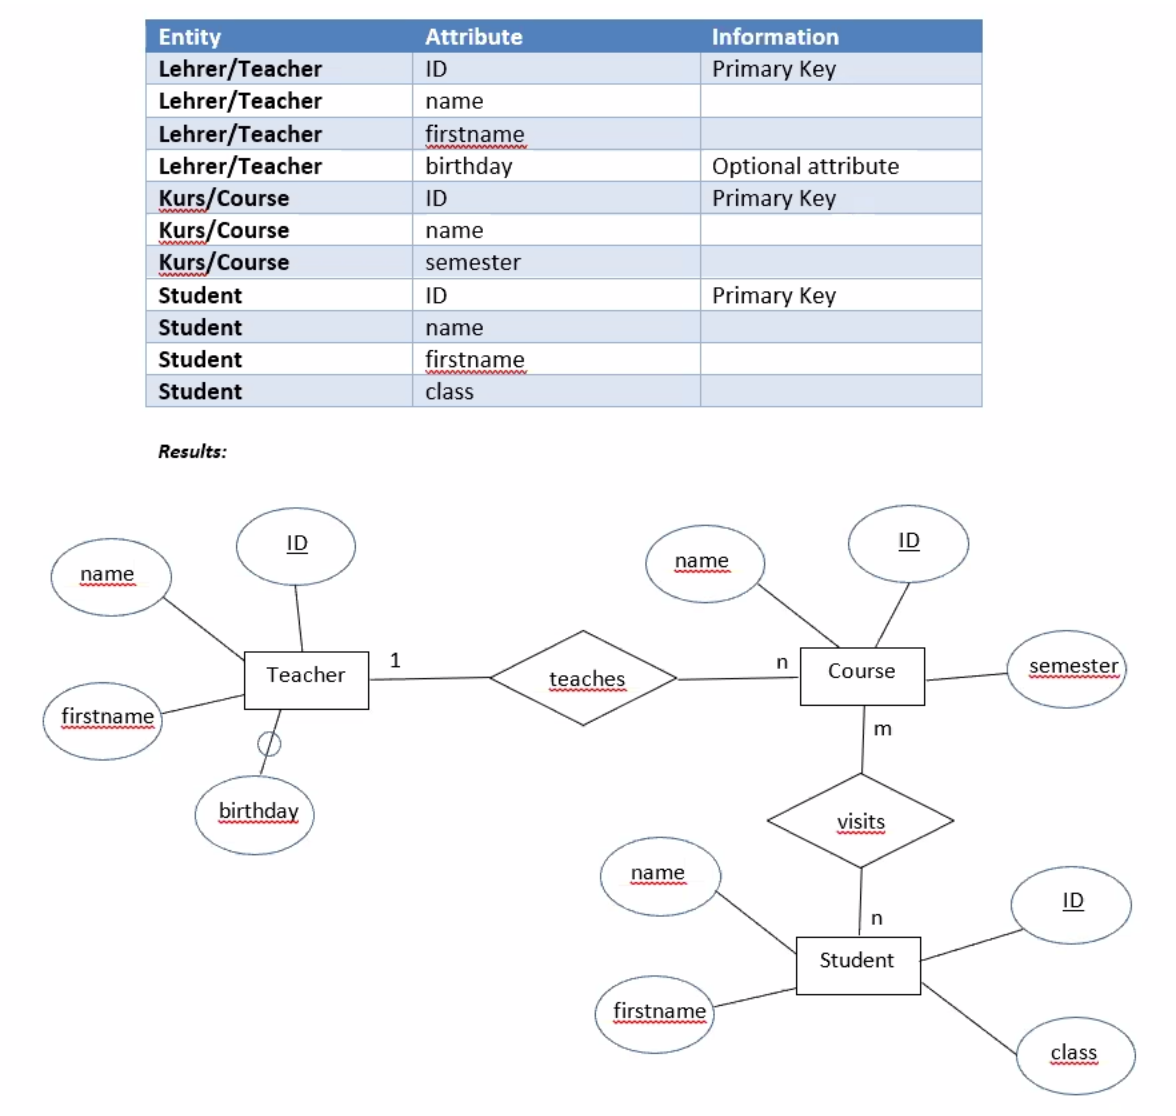 Entity Attribute Information
Lehrer/Teacher ID Primary Key
Lehrer/Teacher name
Lehrer/Teacher firstname
Lehrer/Teacher birthday Optional attribute
Kurs/Course ID Primary Key
Kurs/Course name
Kurs/Course semester
Student ID Primary Key
Student name
Student firstname
Student class
Results:
ID
name
Teacher
1
firstname
birthday
teaches
name
ID
n
Course
semester
m
visits
n
name
ID
Student
firstname
class